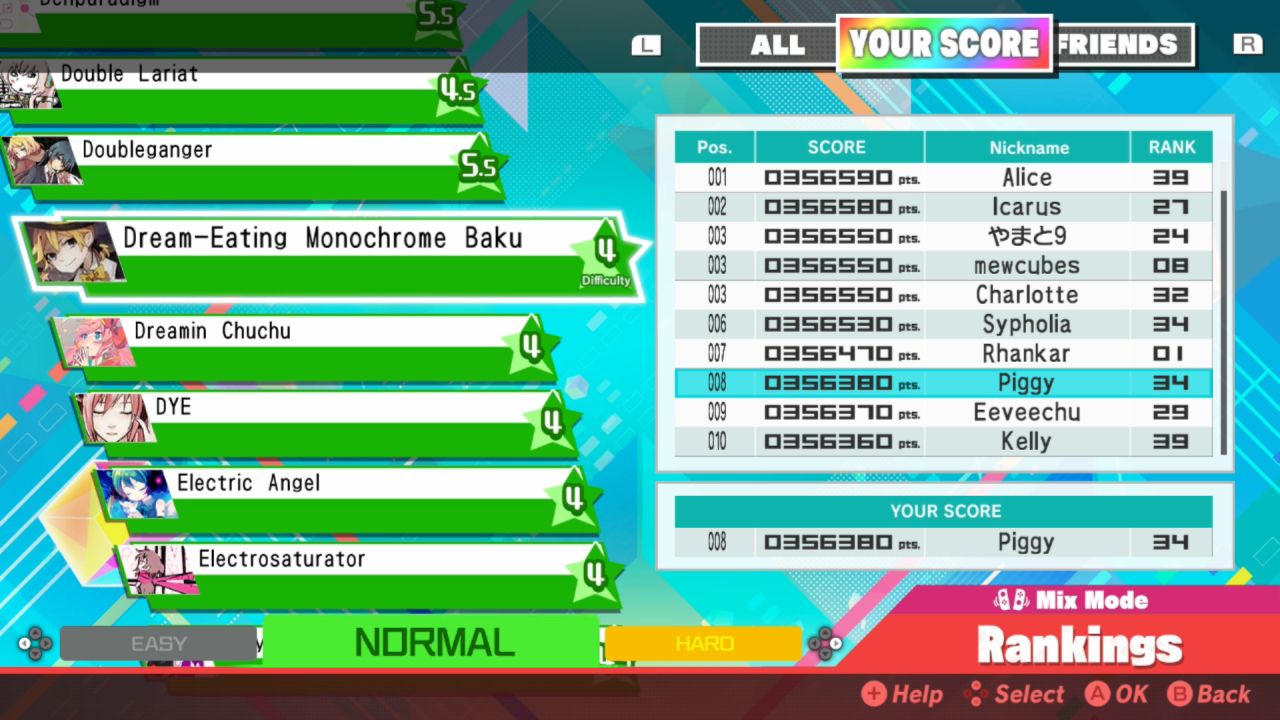 Denparadigm
5.5
Double Lariat
4.5
Doubleganger
5.5
Dream-Eating Monochrome Baku
4
Difficulty
Dreamin Chuchu
4
DYE
4
Electric Angel
4
Electrosaturator
4
EASY
NORMAL
HARD
L
ALL
YOUR SCORE
FRIENDS
R
Pos. SCORE Nickname RANK
001 0356590 pts. Alice 39
002 0356580 pts. Icarus 27
003 0356550 pts. やまと9 24
003 0356550 pts. mewcubes 08
003 0356550 pts. Charlotte 32
006 0356530 pts. Sypholia 34
007 0356470 pts. Rhankar 01
008 0356380 pts. Piggy 34
009 0356370 pts. Eeveechu 29
010 0356360 pts. Kelly 39
YOUR SCORE
008 0356380 pts. Piggy 34
Mix Mode
Rankings
+ Help Select A OK B Back